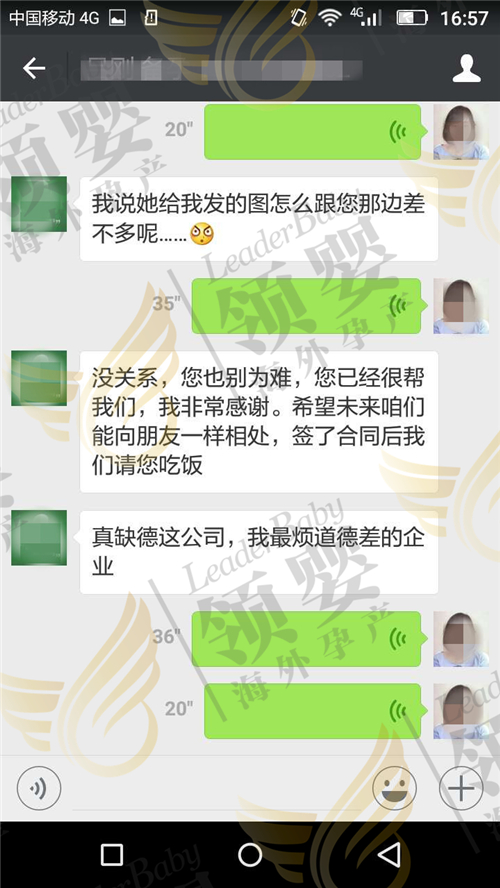 中国移动 4G
4G
16:57
20"
我说她给我发的图怎么跟您那边差
不多呢......
35"
没关系，您也别为难，您已经很帮
我们，我非常感谢。希望未来咱们
能向朋友一样相处，签了合同后我
们请您吃饭
真缺德这公司，我最烦道德差的企
业
36"
20"
LeaderBaby
领婴
海外孕产
LeaderBaby
领婴
海外孕产
LeaderBaby
领婴
海外孕产